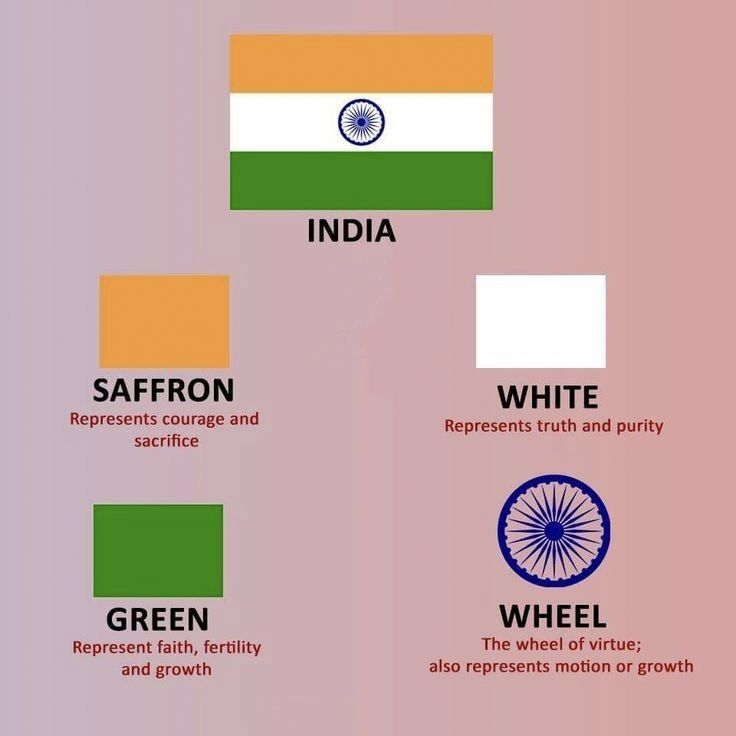 INDIA
SAFFRON
Represents courage and
sacrifice
WHITE
Represents truth and purity
GREEN
Represent faith, fertility
and growth
WHEEL
The wheel of virtue;
also represents motion or growth